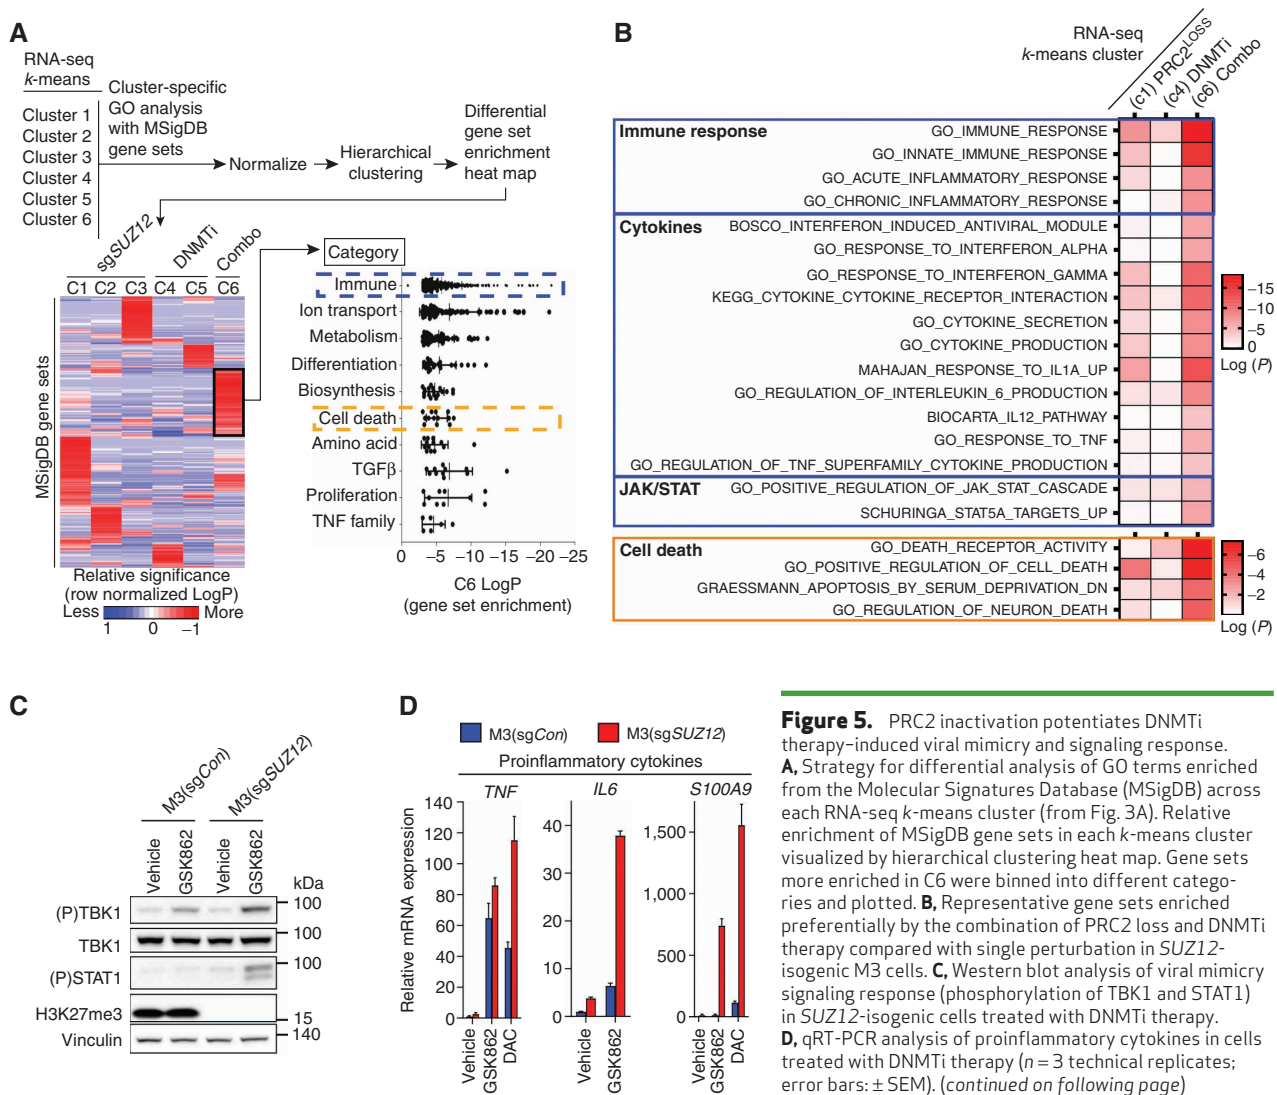 A
RNA-seq
k-means
Cluster 1
Cluster 2
Cluster 3
Cluster 4
Cluster 5
Cluster 6
Cluster-specific
GO analysis
with MSigDB
gene sets
Normalize
Hierarchical
clustering
Differential
gene set
enrichment
heat map
sgSUZ12
DNMTi
Combo
C1 C2 C3 C4 C5 C6
MSigDB gene sets
Relative significance
(row normalized LogP)
Less More
1 0 −1
Category
Immune
Ion transport
Metabolism
Differentiation
Biosynthesis
Cell death
Amino acid
TGFβ
Proliferation
TNF family
0 −5 −10 −15 −20 −25
C6 LogP
(gene set enrichment)
B
RNA-seq
k-means cluster
(c1) PRC2LOSS
(c4) DNMTi
(c6) Combo
Immune response
GO_IMMUNE_RESPONSE
GO_INNATE_IMMUNE_RESPONSE
GO_ACUTE_INFLAMMATORY_RESPONSE
GO_CHRONIC_INFLAMMATORY_RESPONSE
Cytokines
BOSCO_INTERFERON_INDUCED_ANTIVIRAL_MODULE
GO_RESPONSE_TO_INTERFERON_ALPHA
GO_RESPONSE_TO_INTERFERON_GAMMA
KEGG_CYTOKINE_CYTOKINE_RECEPTOR_INTERACTION
GO_CYTOKINE_SECRETION
GO_CYTOKINE_PRODUCTION
MAHAJAN_RESPONSE_TO_IL1A_UP
GO_REGULATION_OF_INTERLEUKIN_6_PRODUCTION
BIOCARTA_IL12_PATHWAY
GO_RESPONSE_TO_TNF
GO_REGULATION_OF_TNF_SUPERFAMILY_CYTOKINE_PRODUCTION
JAK/STAT
GO_POSITIVE_REGULATION_OF_JAK_STAT_CASCADE
SCHURINGA_STAT5A_TARGETS_UP
−15
−10
−5
0
Log (P)
Cell death
GO_DEATH_RECEPTOR_ACTIVITY
GO_POSITIVE_REGULATION_OF_CELL_DEATH
GRAESSMANN_APOPTOSIS_BY_SERUM_DEPRIVATION_DN
GO_REGULATION_OF_NEURON_DEATH
−6
−4
−2
Log (P)
C
M3(sgCon)
M3(sgSUZ12)
Vehicle
GSK862
Vehicle
GSK862
kDa
(P)TBK1 100
TBK1 100
(P)STAT1 100
H3K27me3 15
Vinculin 140
D
M3(sgCon) M3(sgSUZ12)
Proinflammatory cytokines
TNF IL6 S100A9
Relative mRNA expression
140
120
100
80
60
40
20
0
Vehicle
GSK862
DAC
40
30
20
10
0
Vehicle
GSK862
1,500
1,000
500
0
Vehicle
GSK862
DAC
Figure 5. PRC2 inactivation potentiates DNMTi
therapy–induced viral mimicry and signaling response.
A, Strategy for differential analysis of GO terms enriched
from the Molecular Signatures Database (MSigDB) across
each RNA-seq k-means cluster (from Fig. 3A). Relative
enrichment of MSigDB gene sets in each k-means cluster
visualized by hierarchical clustering heat map. Gene sets
more enriched in C6 were binned into different catego-
ries and plotted. B, Representative gene sets enriched
preferentially by the combination of PRC2 loss and DNMTi
therapy compared with single perturbation in SUZ12-
isogenic M3 cells. C, Western blot analysis of viral mimicry
signaling response (phosphorylation of TBK1 and STAT1)
in SUZ12-isogenic cells treated with DNMTi therapy.
D, qRT-PCR analysis of proinflammatory cytokines in cells
treated with DNMTi therapy (n = 3 technical replicates;
error bars: ± SEM). (continued on following page)